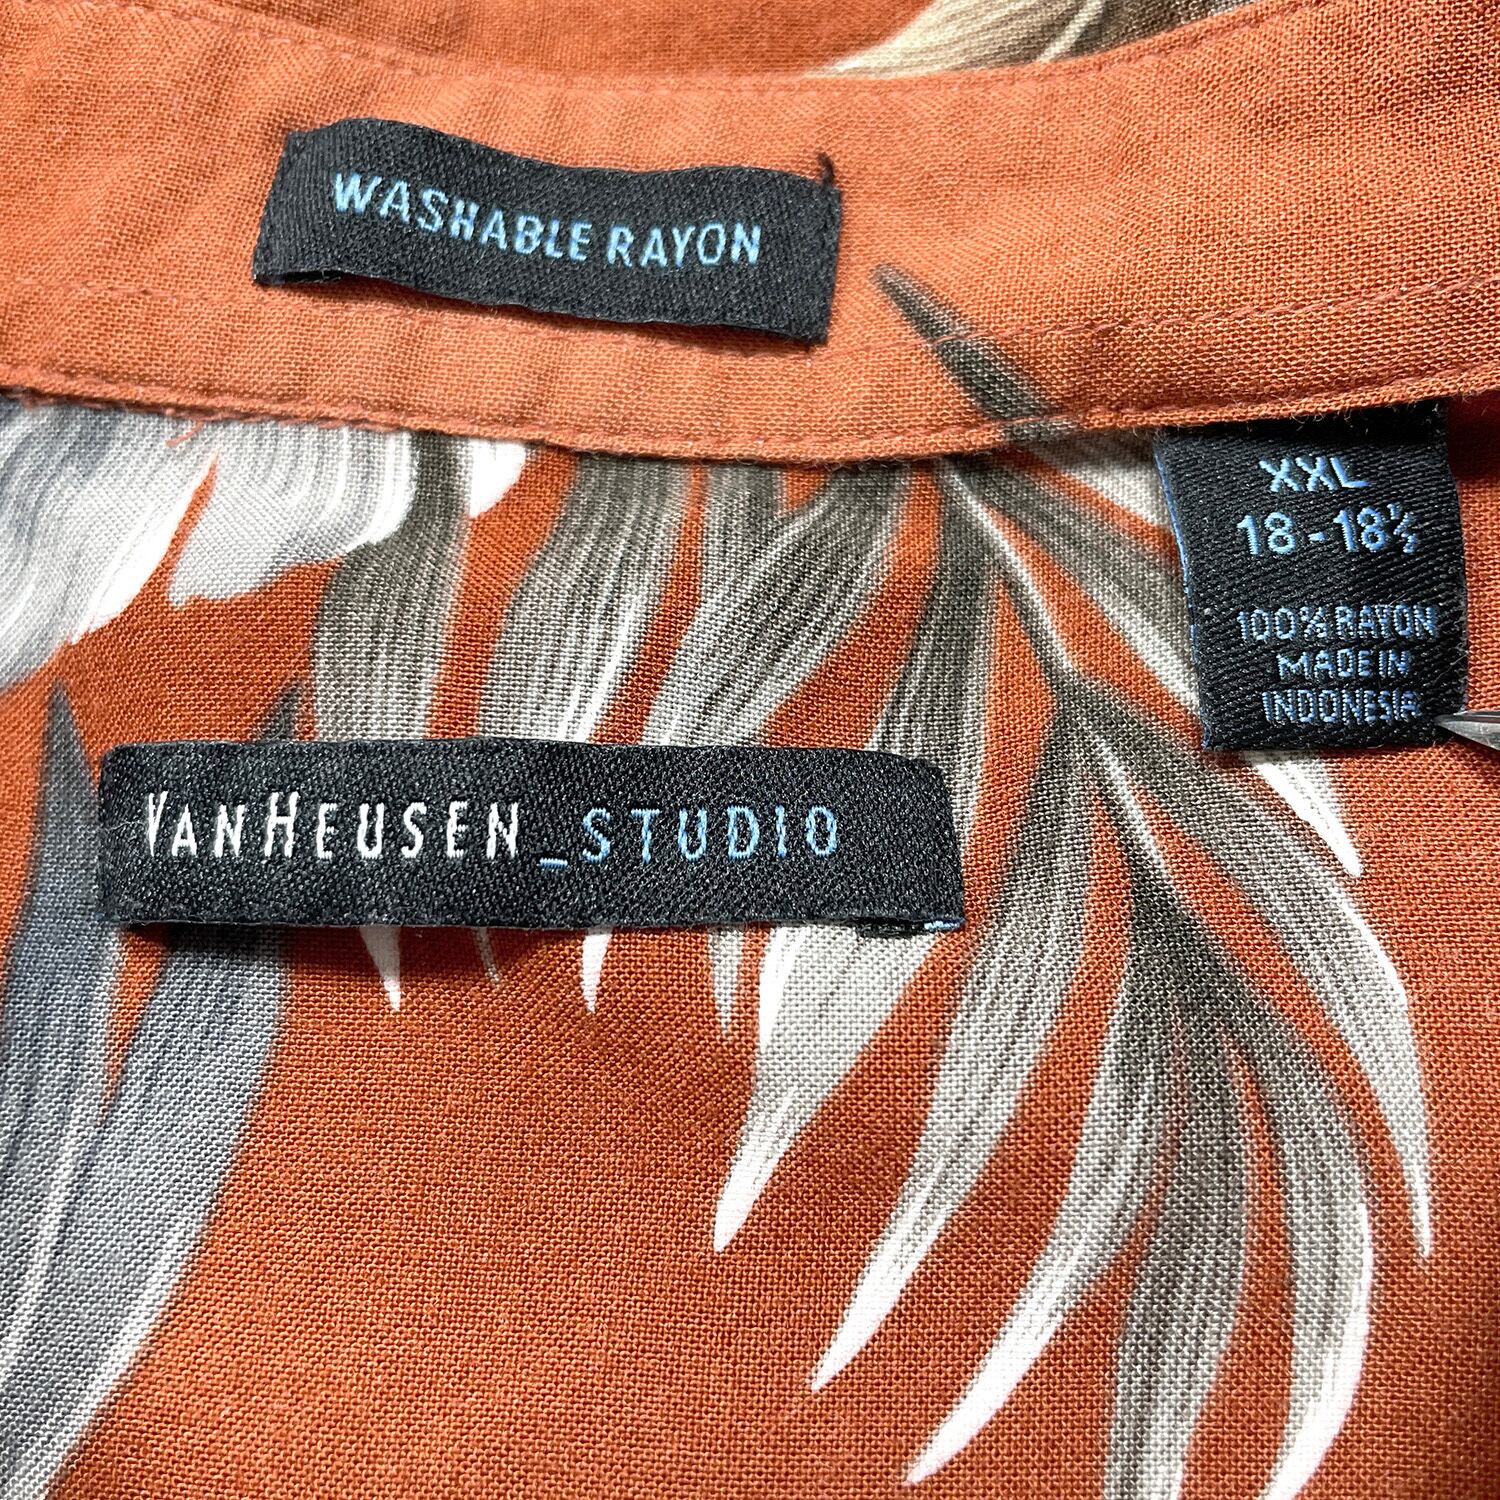 WASHABLE RAYON
XXL
18-18½
100% RAYON
MADE IN
INDONESIA
VANHEUSEN_STUDIO